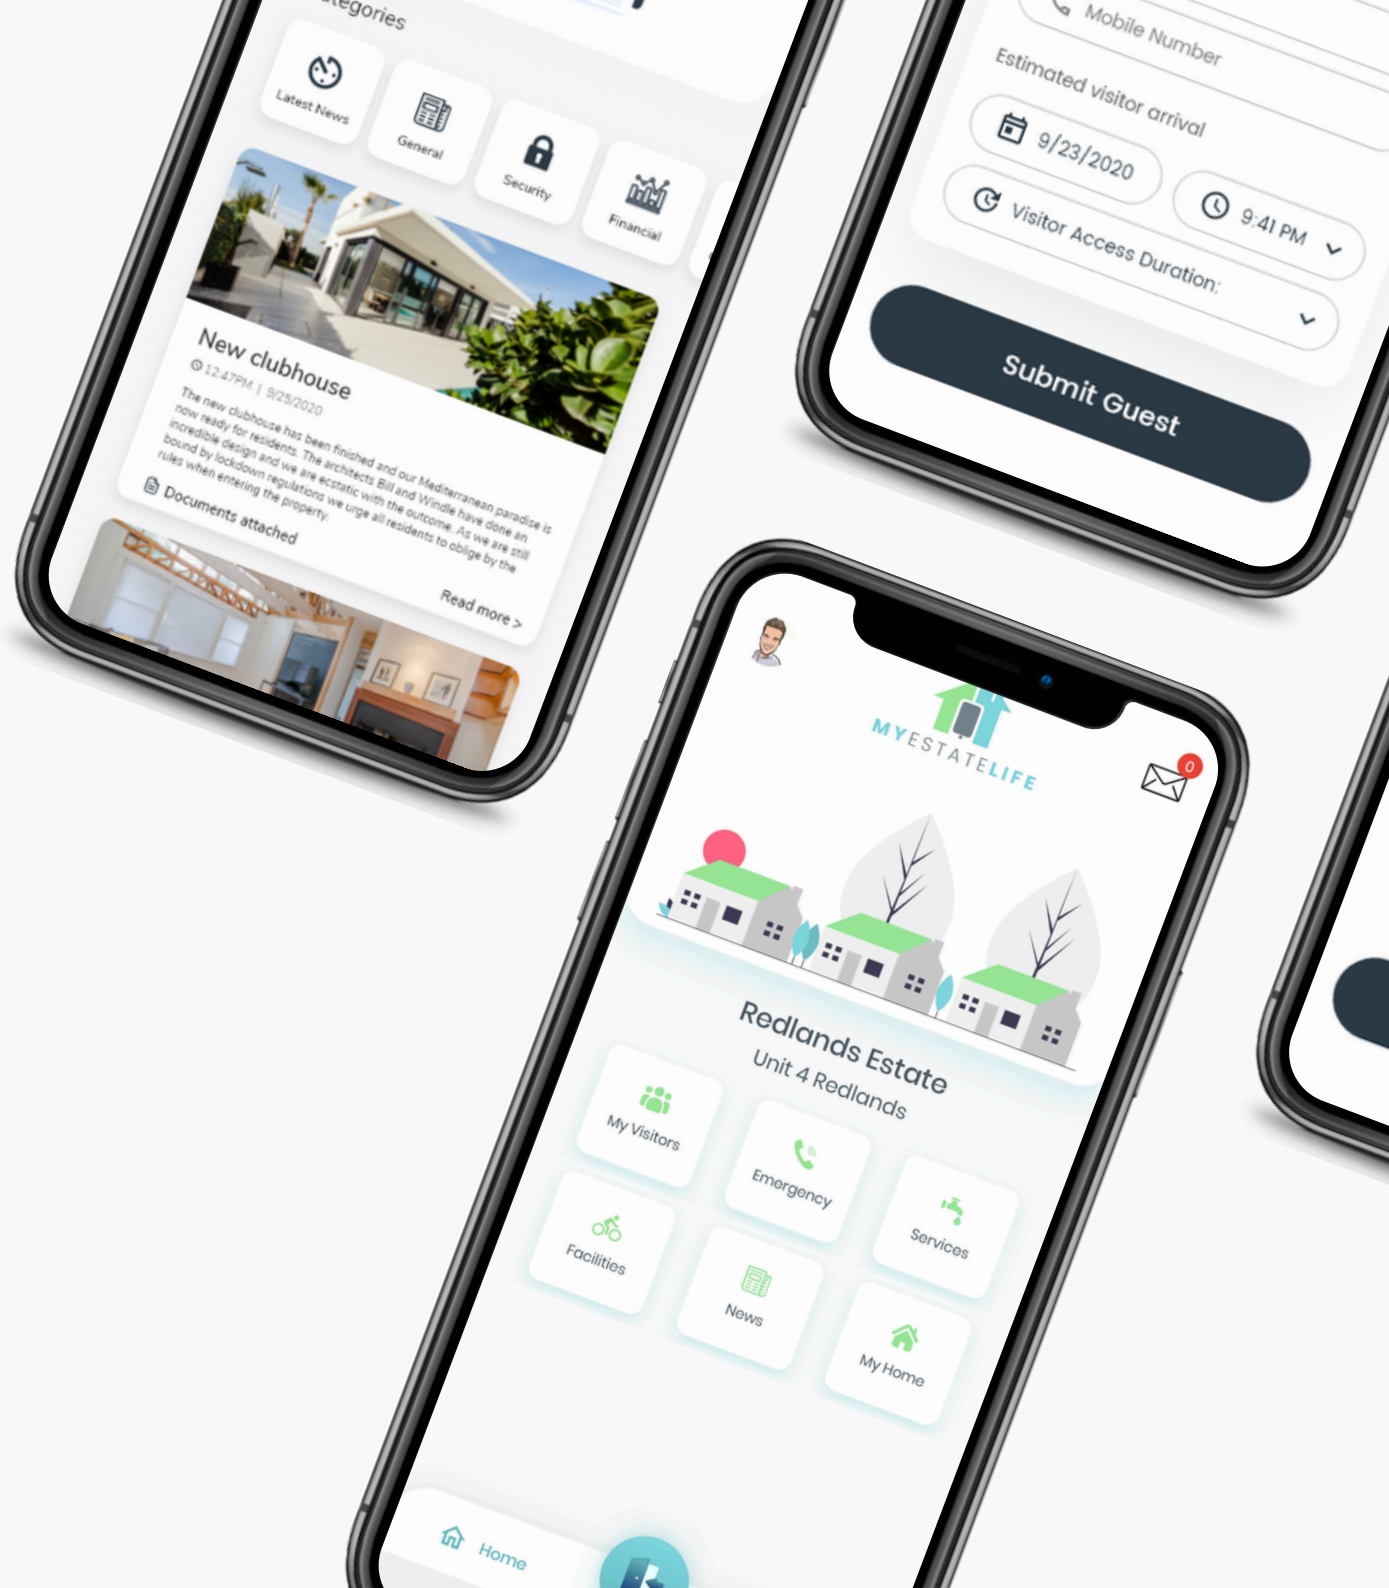 Categories
Latest News
General
Security
Financial
New clubhouse
12:47PM | 9/25/2020
The new clubhouse has been finished and our Mediterranean paradise is
now ready for residents. The architects Bill and Windle have done an
incredible design and we are ecstatic with the outcome. As we are still
bound by lockdown regulations we urge all residents to oblige by the
rules when entering the property.
Documents attached
Read more >
Mobile Number
Estimated visitor arrival
9/23/2020
9:41 PM
Visitor Access Duration:
Submit Guest
MYESTATELIFE
0
Redlands Estate
Unit 4 Redlands
My Visitors
Emergency
Services
Facilities
News
My Home
Home